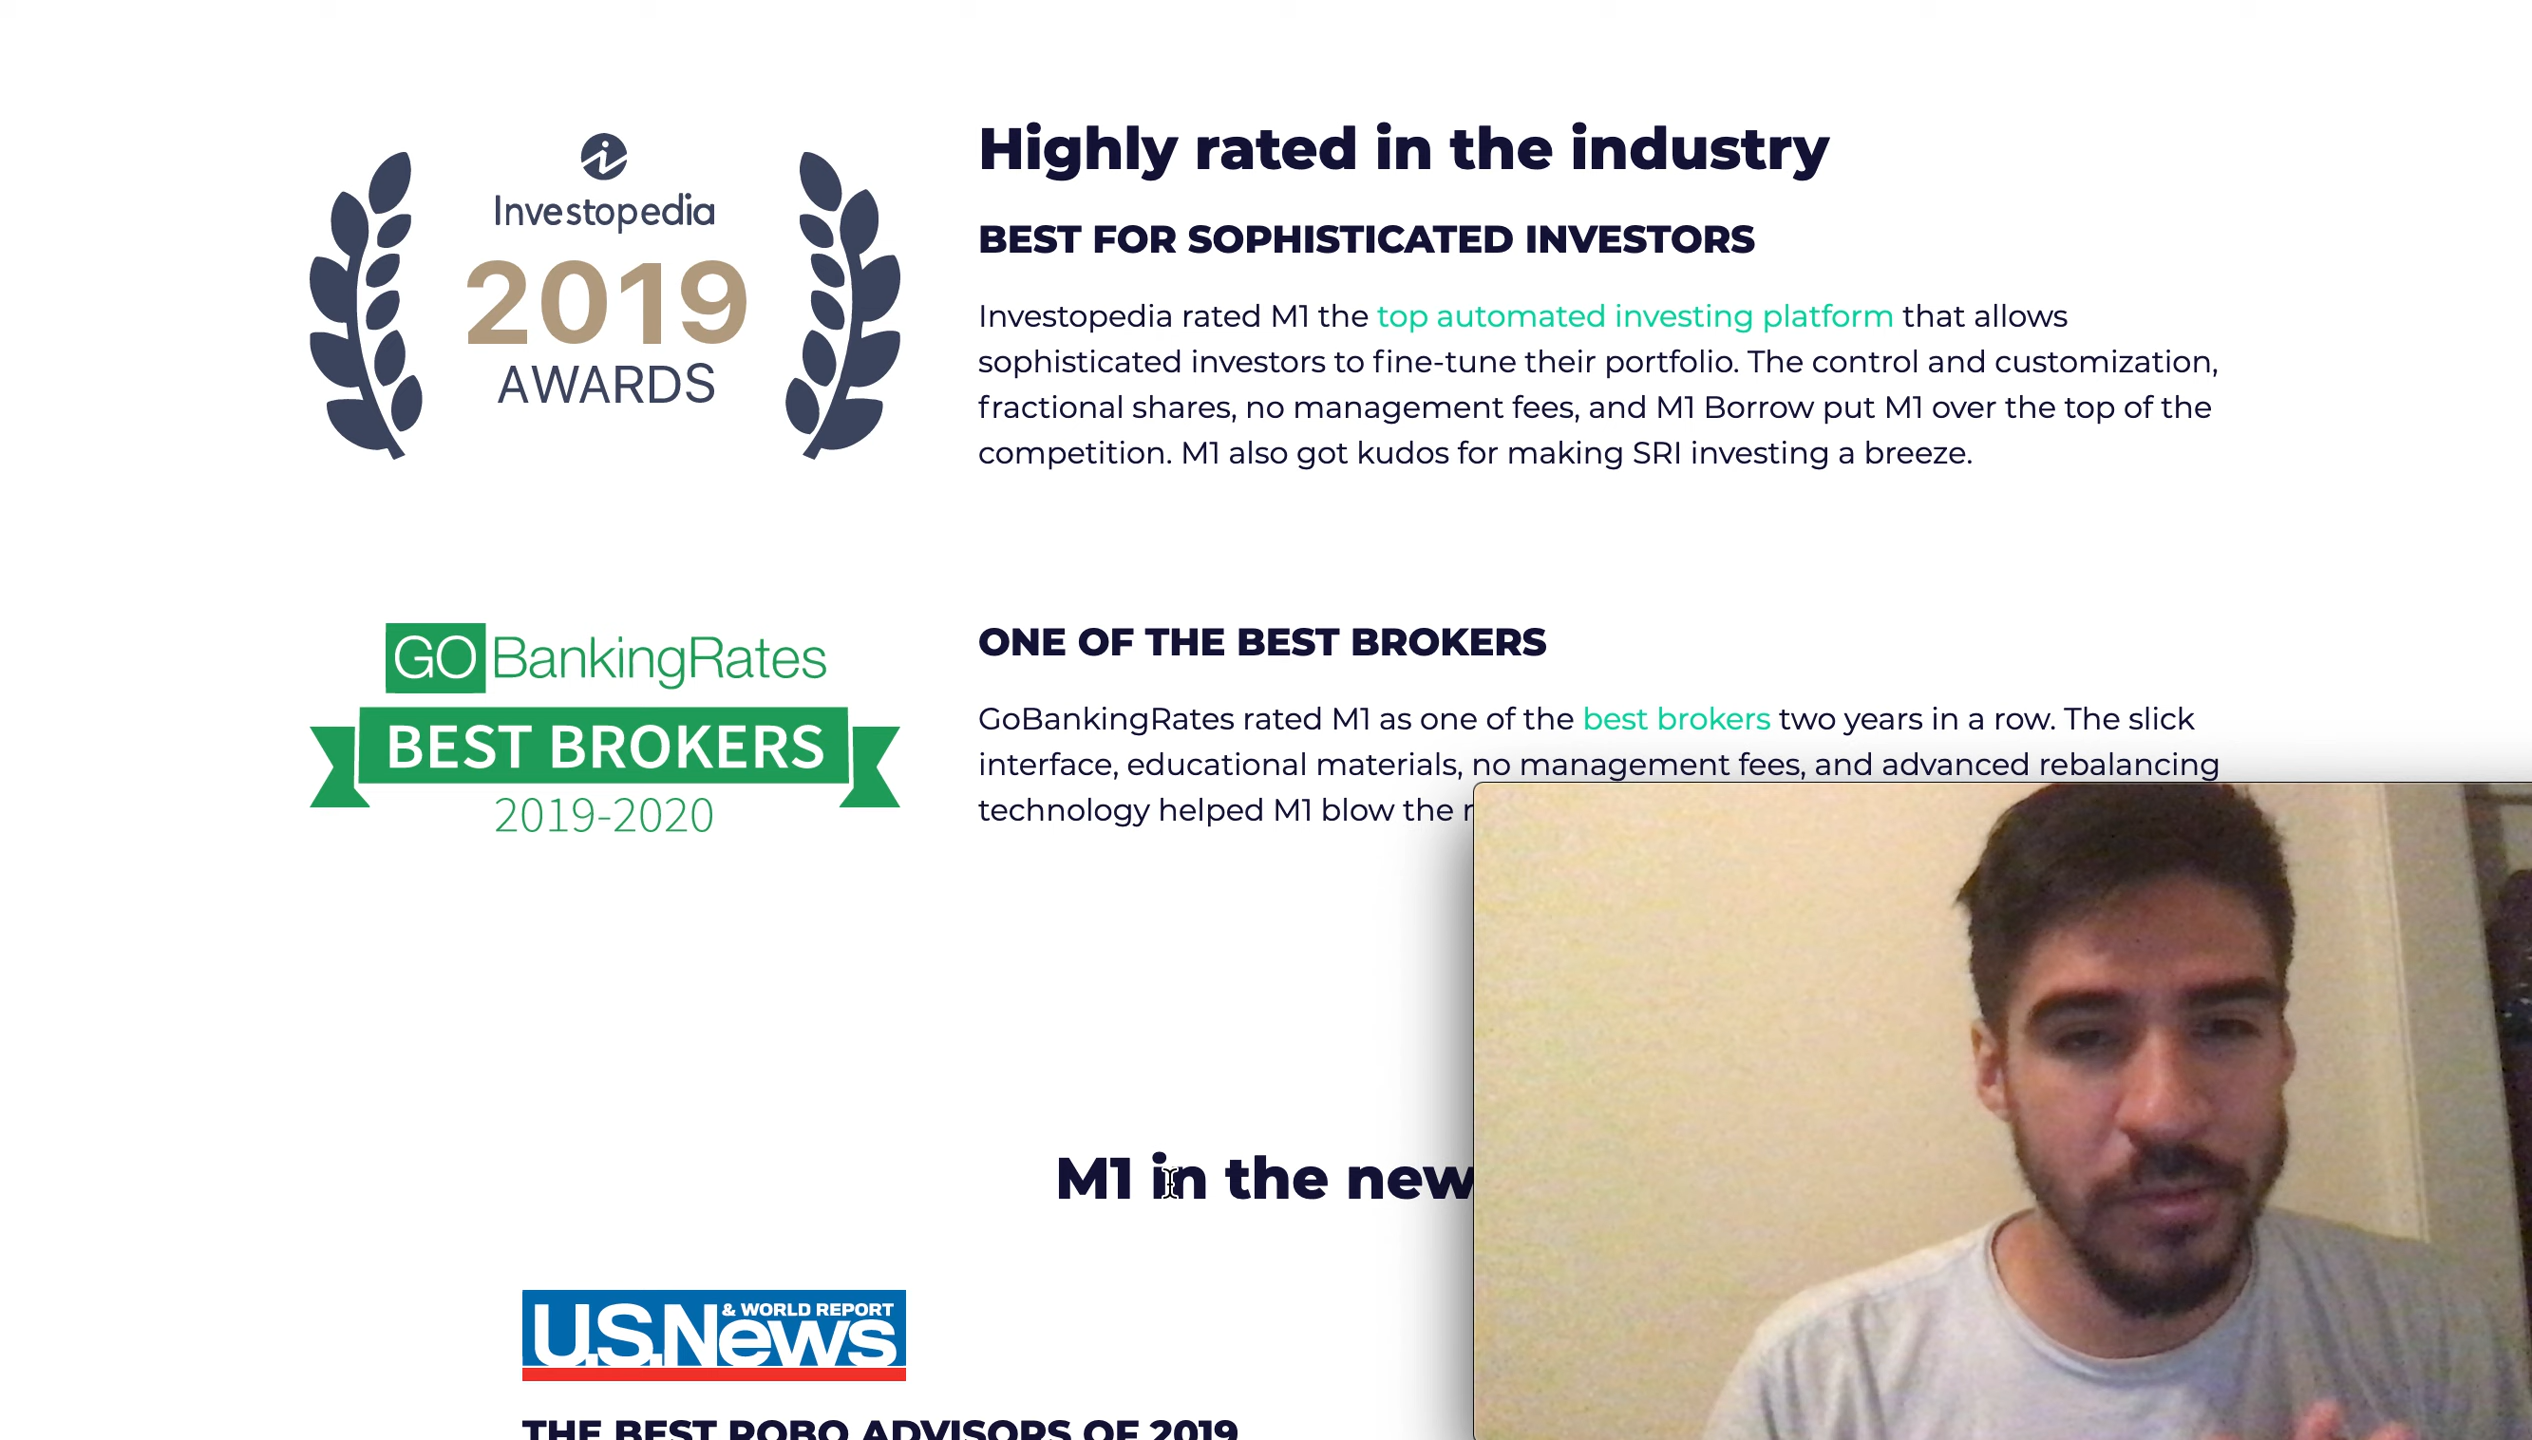 Investopedia
2019
AWARDS
Highly rated in the industry
BEST FOR SOPHISTICATED INVESTORS
Investopedia rated M1 the top automated investing platform that allows
sophisticated investors to fine-tune their portfolio. The control and customization,
fractional shares, no management fees, and M1 Borrow put M1 over the top of the
competition. M1 also got kudos for making SRI investing a breeze.
GOBankingRates
BEST BROKERS
2019-2020
ONE OF THE BEST BROKERS
GoBankingRates rated M1 as one of the best brokers two years in a row. The slick
interface, educational materials, no management fees, and advanced rebalancing
technology helped M1 blow the
M1 in the
U.S.News
& WORLD REPORT
THE BEST ROBO ADVISORS OF 2019